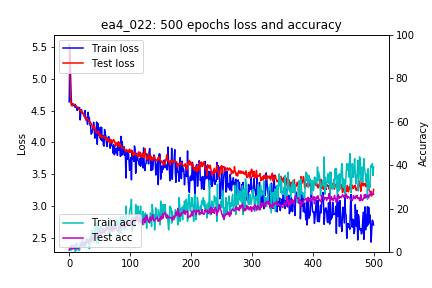 ea4_022: 500 epochs loss and accuracy
Train loss
Test loss
Train acc
Test acc
Loss
5.5
5.0
4.5
4.0
3.5
3.0
2.5
Accuracy
100
80
60
40
20
0
0 100 200 300 400 500